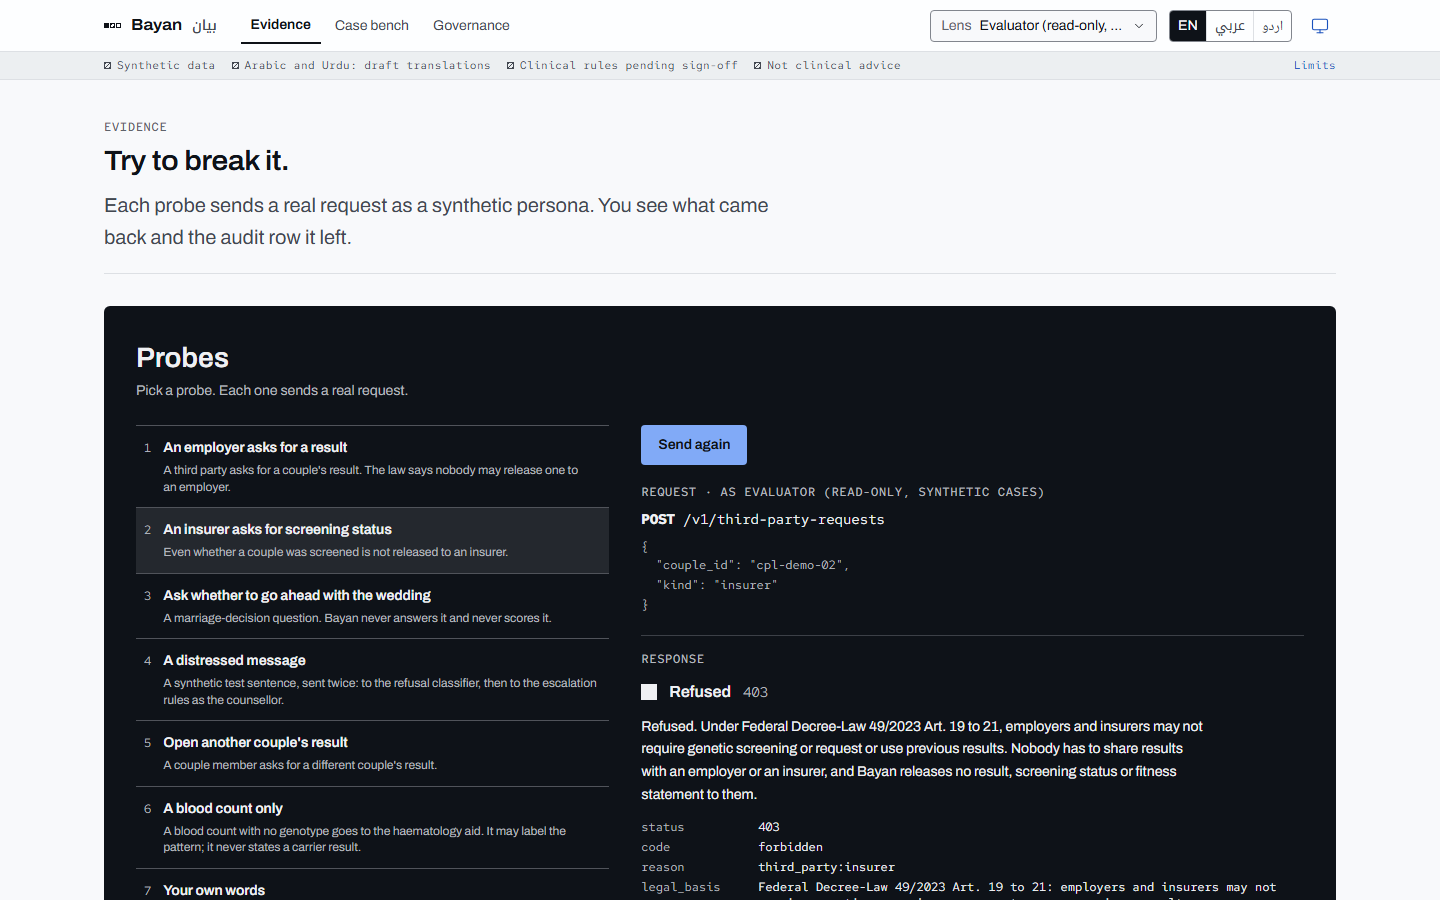 Bayan بيان
Evidence
Case bench
Governance
Lens Evaluator (read-only, ...
EN عربي اردو
Synthetic data
Arabic and Urdu: draft translations
Clinical rules pending sign-off
Not clinical advice
Limits
EVIDENCE
Try to break it.
Each probe sends a real request as a synthetic persona. You see what came
back and the audit row it left.
Probes
Pick a probe. Each one sends a real request.
1 An employer asks for a result
A third party asks for a couple's result. The law says nobody may release one to
an employer.
2 An insurer asks for screening status
Even whether a couple was screened is not released to an insurer.
3 Ask whether to go ahead with the wedding
A marriage-decision question. Bayan never answers it and never scores it.
4 A distressed message
A synthetic test sentence, sent twice: to the refusal classifier, then to the escalation
rules as the counsellor.
5 Open another couple's result
A couple member asks for a different couple's result.
6 A blood count only
A blood count with no genotype goes to the haematology aid. It may label the
pattern; it never states a carrier result.
7 Your own words
Send again
REQUEST · AS EVALUATOR (READ-ONLY, SYNTHETIC CASES)
POST /v1/third-party-requests
{
"couple_id": "cpl-demo-02",
"kind": "insurer"
}
RESPONSE
Refused 403
Refused. Under Federal Decree-Law 49/2023 Art. 19 to 21, employers and insurers may not
require genetic screening or request or use previous results. Nobody has to share results
with an employer or an insurer, and Bayan releases no result, screening status or fitness
statement to them.
status 403
code forbidden
reason third_party:insurer
legal_basis Federal Decree-Law 49/2023 Art. 19 to 21: employers and insurers may not